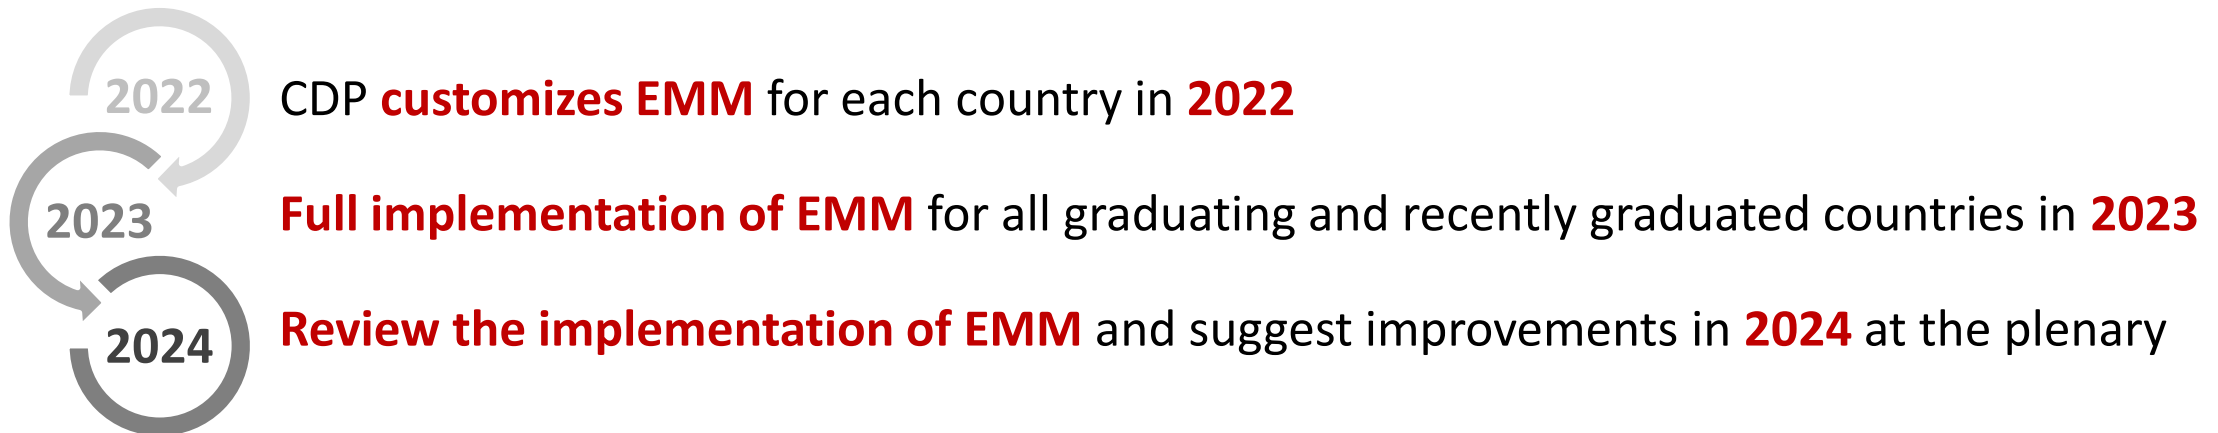 2022
CDP customizes EMM for each country in 2022
2023
Full implementation of EMM for all graduating and recently graduated countries in 2023
2024
Review the implementation of EMM and suggest improvements in 2024 at the plenary